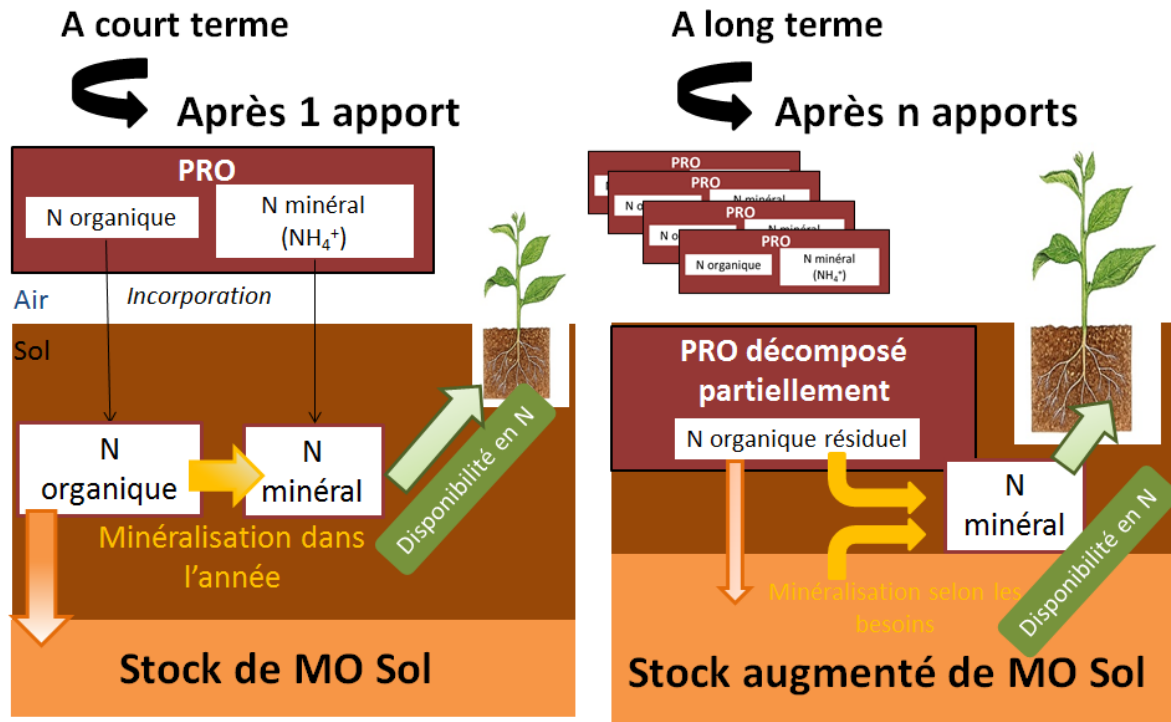 A court terme
Après 1 apport
PRO
N organique
N minéral
(NH₄⁺)
Air
Incorporation
Sol
N
organique
N
minéral
Disponibilité en N
Minéralisation dans
l'année
Stock de MO Sol
A long terme
Après n apports
PRO
PRO
N minéral
PRO
N minéral
PRO
N organique
N minéral
(NH₄⁺)
PRO décomposé
partiellement
N organique résiduel
N
minéral
Disponibilité en N
Minéralisation selon les
besoins
Stock augmenté de MO Sol